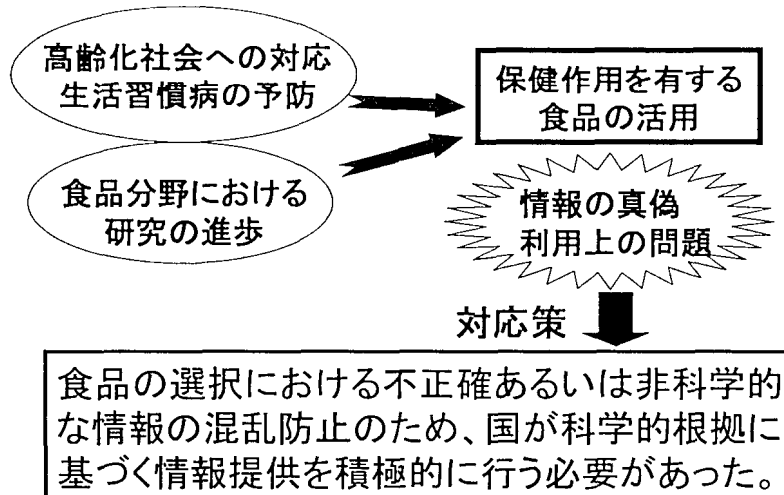 高齢化社会への対応
生活習慣病の予防
食品分野における
研究の進歩
保健作用を有する
食品の活用
情報の真偽
利用上の問題
対応策
食品の選択における不正確あるいは非科学的
な情報の混乱防止のため、国が科学的根拠に
基づく情報提供を積極的に行う必要があった。